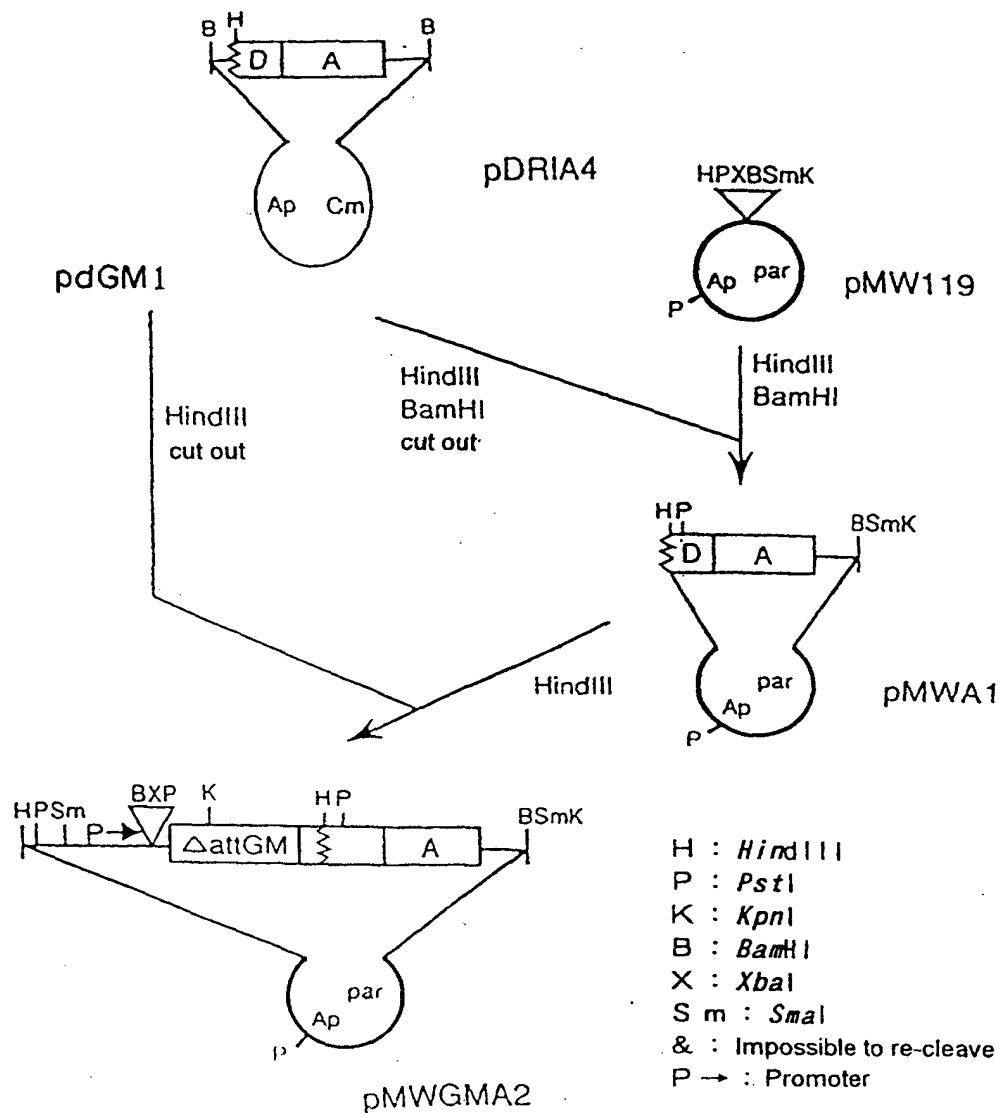 H
B
B
D
A
pDRIA4
Ap
Cm
HPXBSmK
Ap
par
P
pMW119
pdGM1
HindIII
cut out
HindIII
BamHI
cut out
HindIII
BamHI
HP
BSmK
D
A
par
Ap
P
pMWA1
HindIII
HPSm
P
BXP
K
HP
BSmK
△attGM
A
par
Ap
P
pMWGMA2
H : HindIII
P : PstI
K : KpnI
B : BamHI
X : XbaI
Sm : SmaI
& : Impossible to re-cleave
P → : Promoter